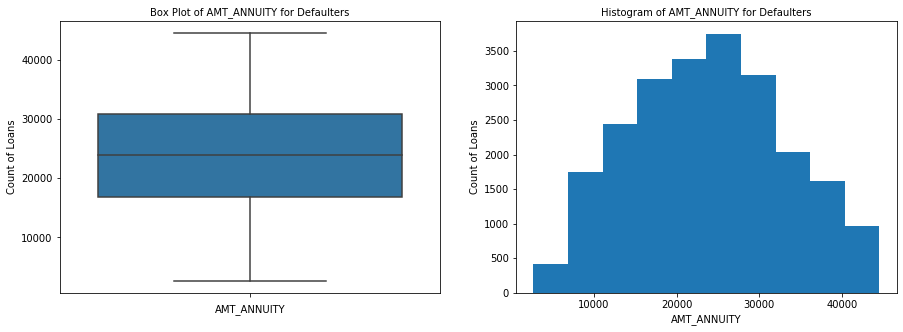 Box Plot of AMT_ANNUITY for Defaulters
Count of Loans
40000
30000
20000
10000
AMT_ANNUITY
Histogram of AMT_ANNUITY for Defaulters
Count of Loans
3500
3000
2500
2000
1500
1000
500
0
10000
20000
30000
40000
AMT_ANNUITY